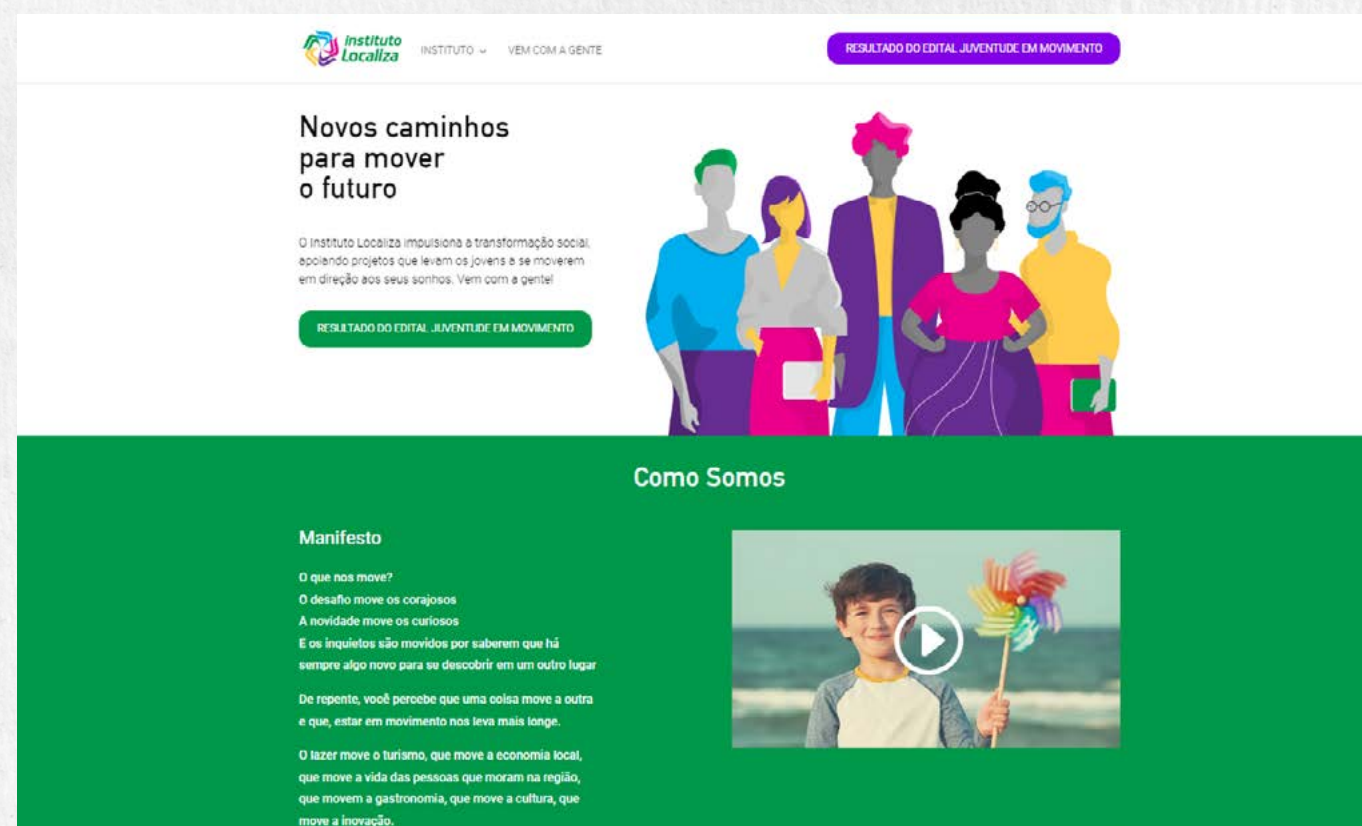 instituto
Localiza
INSTITUTO
VEM COM A GENTE
RESULTADO DO EDITAL JUVENTUDE EM MOVIMENTO
Novos caminhos
para mover
o futuro
O Instituto Localiza impulsiona a transformação social,
apoiando projetos que levam os jovens a se moverem
em direção aos seus sonhos. Vem com a gente!
RESULTADO DO EDITAL JUVENTUDE EM MOVIMENTO
Como Somos
Manifesto
O que nos move?
O desafio move os corajosos
A novidade move os curiosos
E os inquietos são movidos por saberem que há
sempre algo novo para se descobrir em um outro lugar
De repente, você percebe que uma coisa move a outra
e que, estar em movimento nos leva mais longe.
O lazer move o turismo, que move a economia local,
que move a vida das pessoas que moram na região,
que movem a gastronomia, que move a cultura, que
move a inovação.